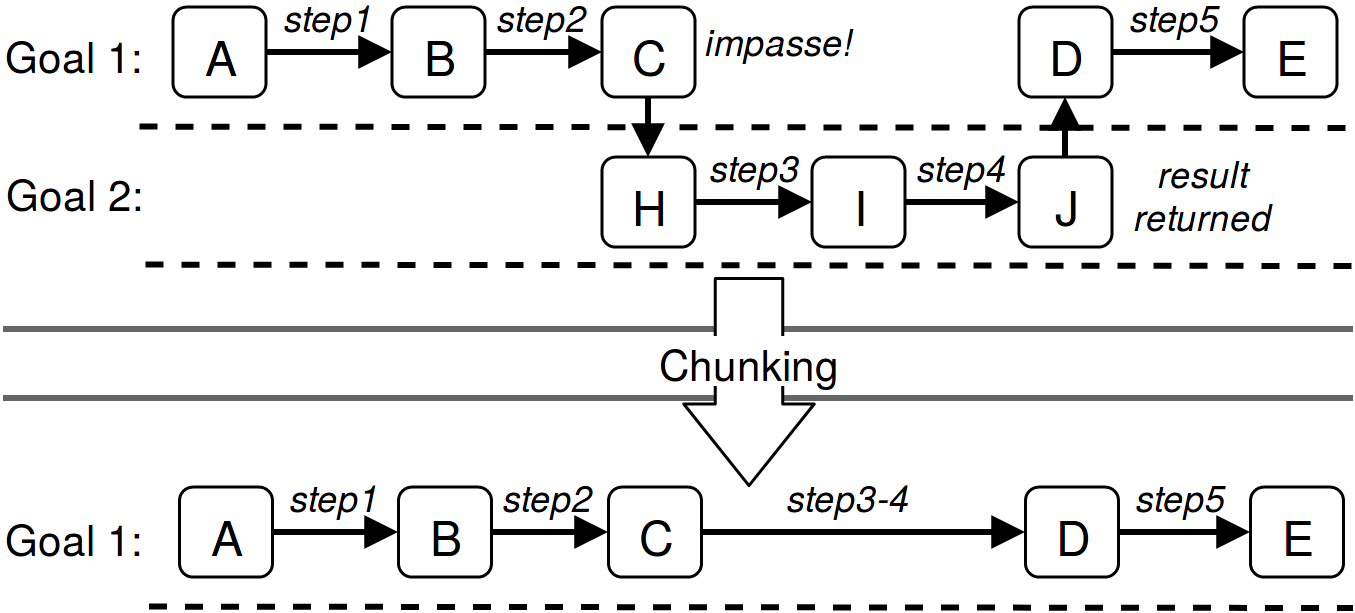 step1 step2 step5
Goal 1: A B C impasse! D E
step3 step4 result
Goal 2: H I J returned
Chunking
step1 step2 step3-4 step5
Goal 1: A B C D E